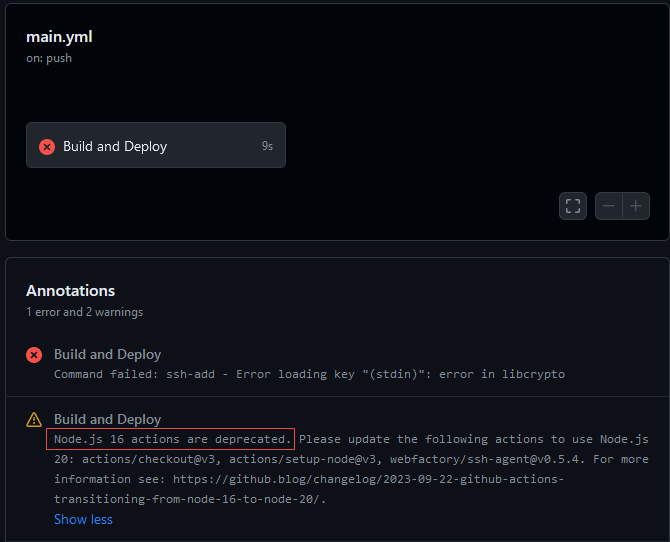 main.yml
on: push
Build and Deploy 9s
Annotations
1 error and 2 warnings
Build and Deploy
Command failed: ssh-add - Error loading key "(stdin)": error in libcrypto
Build and Deploy
Node.js 16 actions are deprecated. Please update the following actions to use Node.js
20: actions/checkout@v3, actions/setup-node@v3, webfactory/ssh-agent@v0.5.4. For more
information see: https://github.blog/changelog/2023-09-22-github-actions-
transitioning-from-node-16-to-node-20/.
Show less